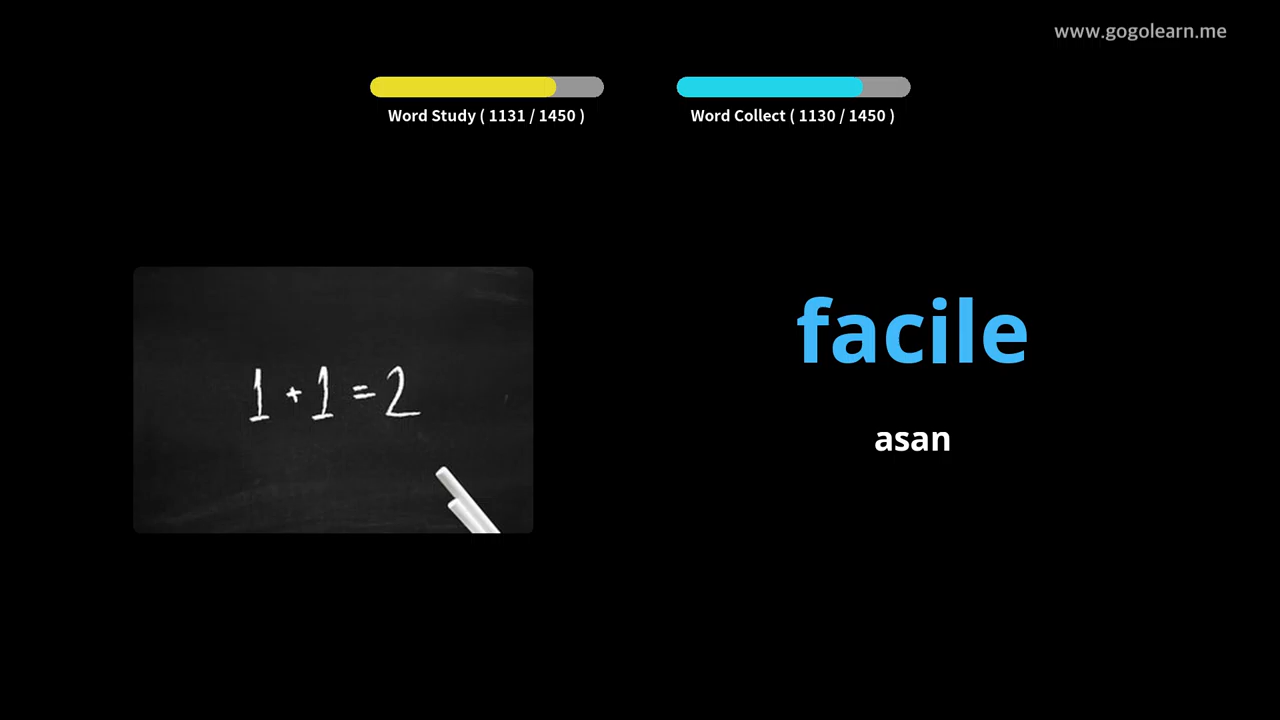 www.gogolearn.me
Word Study ( 1131 / 1450 )
Word Collect ( 1130 / 1450 )
1 + 1 = 2
facile
asan